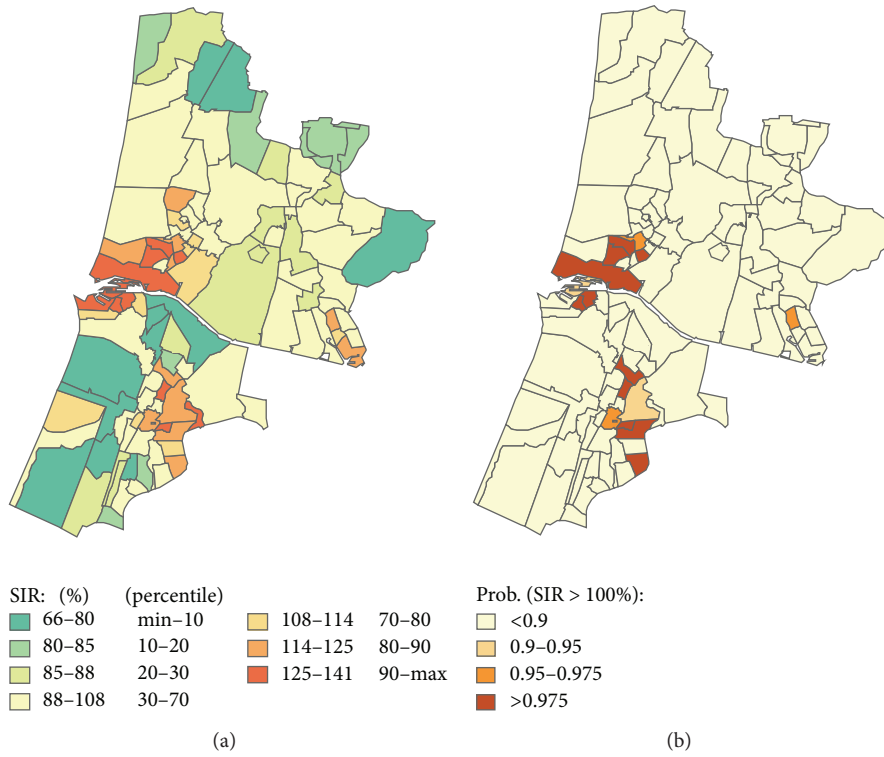 SIR: (%) (percentile)
66–80 min–10
80–85 10–20
85–88 20–30
88–108 30–70
108–114 70–80
114–125 80–90
125–141 90–max
(a)
Prob. (SIR > 100%):
<0.9
0.9–0.95
0.95–0.975
>0.975
(b)